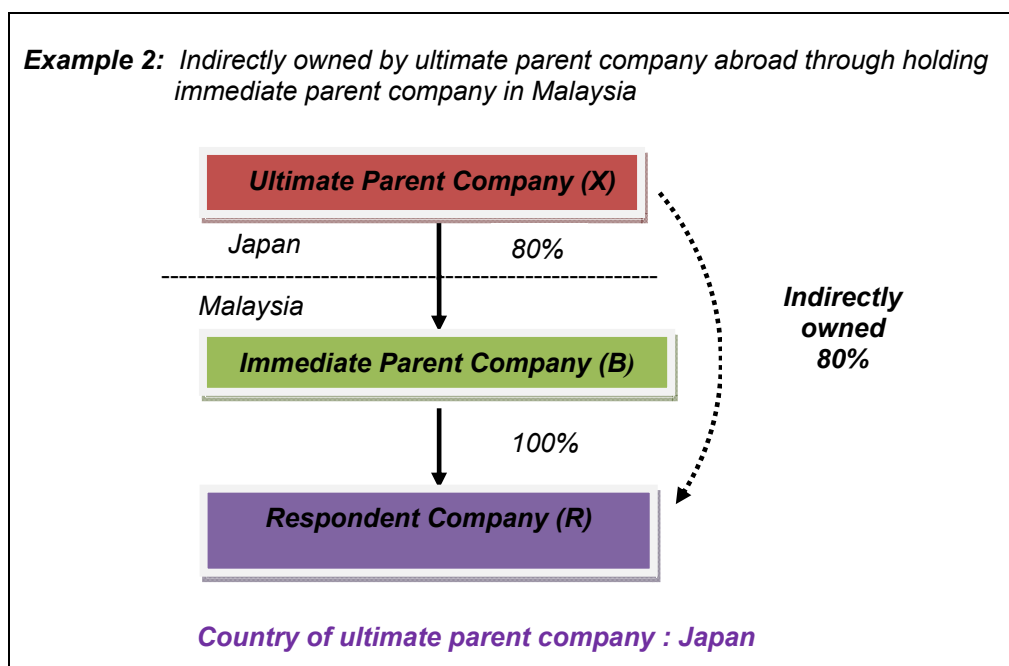 Example 2: Indirectly owned by ultimate parent company abroad through holding
immediate parent company in Malaysia
Ultimate Parent Company (X)
Japan
80%
Malaysia
Immediate Parent Company (B)
Indirectly
owned
80%
100%
Respondent Company (R)
Country of ultimate parent company : Japan